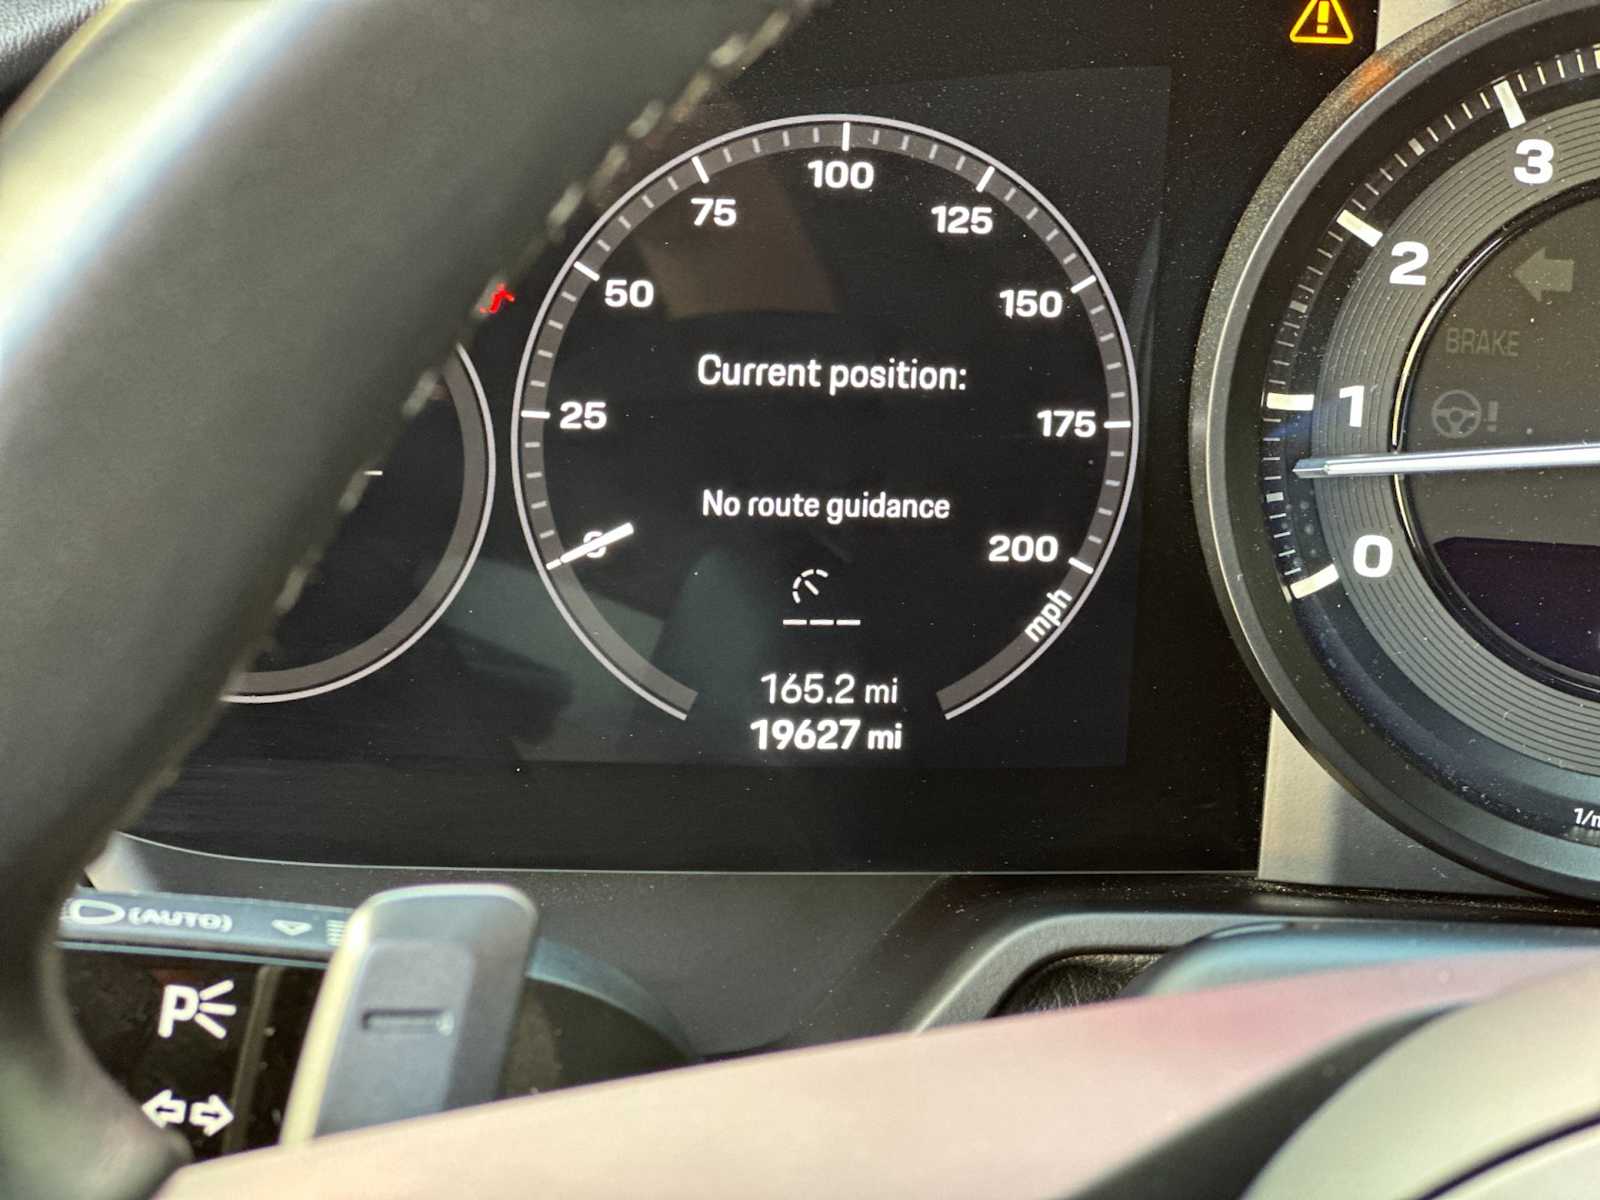 100
75
125
50
150
25
175
0
200
mph
Current position:
No route guidance
165.2 mi
19627 mi
3
2
1
0
BRAKE
(AUTO)
P